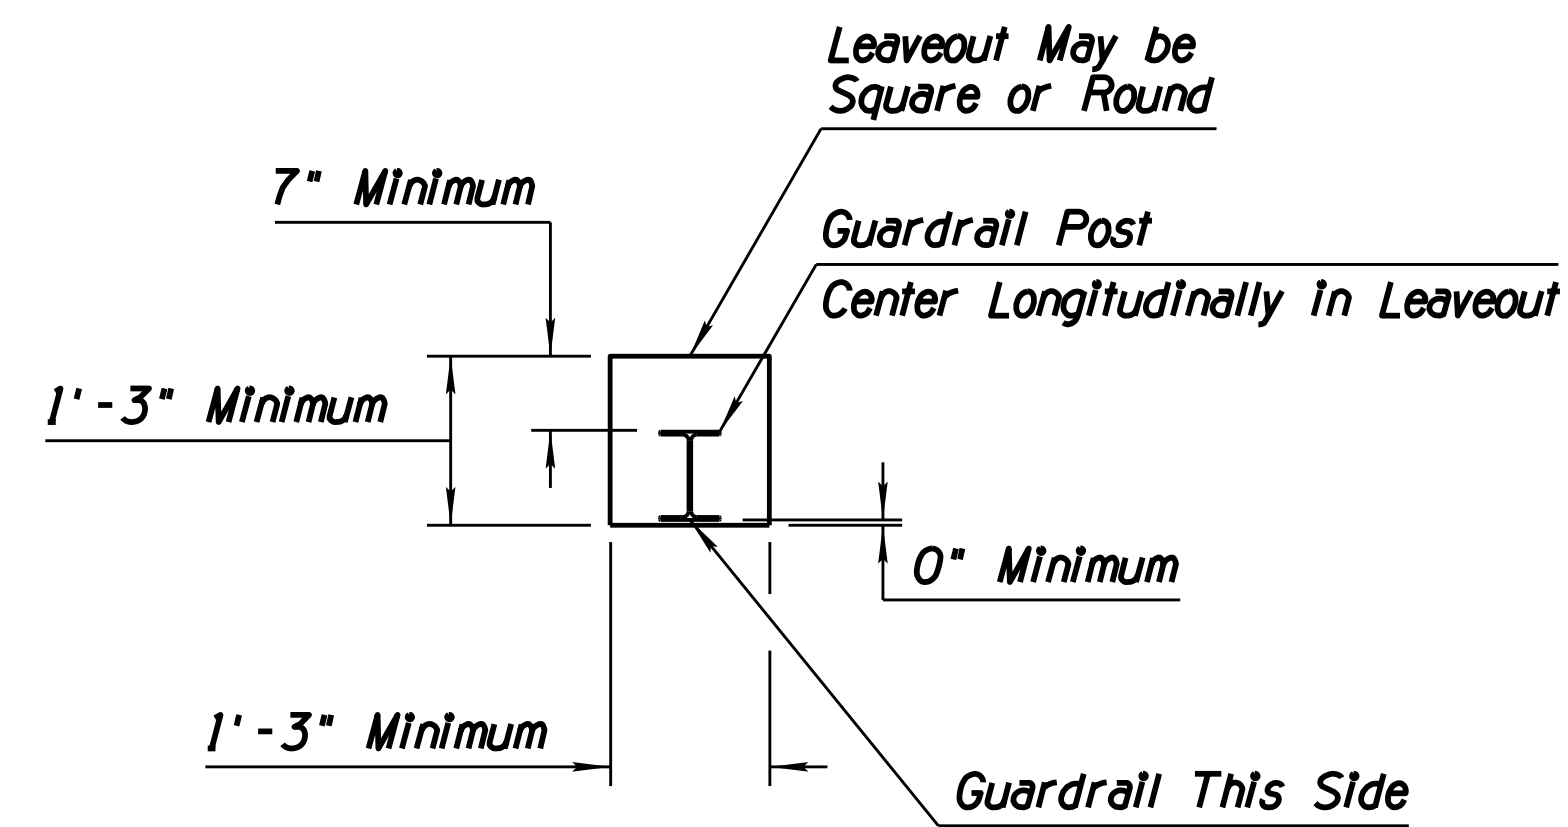 Leaveout May be
Square or Round
7" Minimum
Guardrail Post
Center Longitudinally in Leaveout
1'-3" Minimum
0" Minimum
1'-3" Minimum
Guardrail This Side